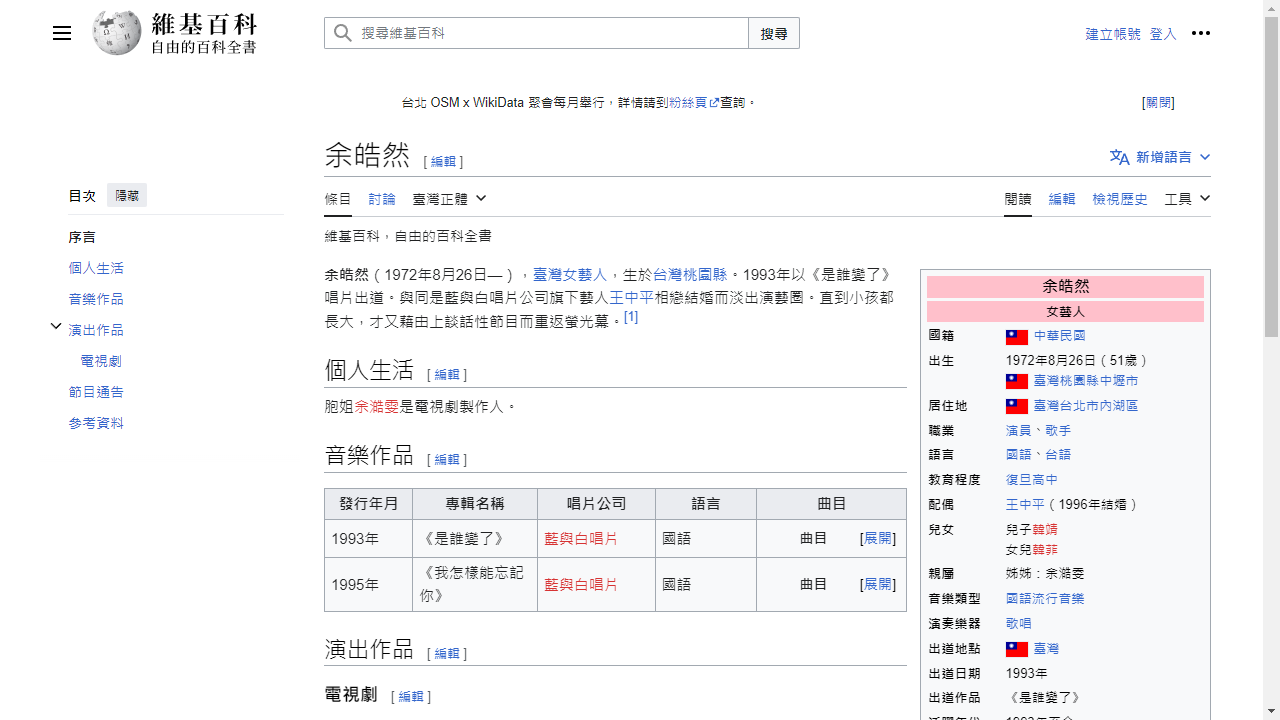 維基百科
自由的百科全書
搜尋維基百科
搜尋
建立帳號 登入
台北 OSM x WikiData 聚會每月舉行，詳情請到粉絲頁查詢。
[關閉]
余皓然 [編輯]
新增語言
目次 隱藏
序言
個人生活
音樂作品
演出作品
電視劇
節目通告
參考資料
條目 討論 臺灣正體
閱讀 編輯 檢視歷史 工具
維基百科，自由的百科全書
余皓然（1972年8月26日—），臺灣女藝人，生於台灣桃園縣。1993年以《是誰變了》
唱片出道。與同是藍與白唱片公司旗下藝人王中平相戀結婚而淡出演藝圈。直到小孩都
長大，才又藉由上談話性節目而重返螢光幕。[1]
個人生活 [編輯]
胞姐余澔雯是電視劇製作人。
音樂作品 [編輯]
發行年月 專輯名稱 唱片公司 語言 曲目
1993年 《是誰變了》 藍與白唱片 國語 曲目 [展開]
1995年 《我怎樣能忘記你》 藍與白唱片 國語 曲目 [展開]
演出作品 [編輯]
電視劇 [編輯]
余皓然
女藝人
國籍 中華民國
出生 1972年8月26日（51歲）
臺灣桃園縣中壢市
居住地 臺灣台北市內湖區
職業 演員、歌手
語言 國語、台語
教育程度 復旦高中
配偶 王中平（1996年結婚）
兒女 兒子韓靖
女兒韓菲
親屬 姊姊：余澔雯
音樂類型 國語流行音樂
演奏樂器 歌唱
出道地點 臺灣
出道日期 1993年
出道作品 《是誰變了》